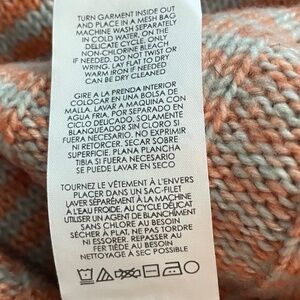 TURN GARMENT INSIDE OUT
AND PLACE IN A MESH BAG
MACHINE WASH SEPARATELY
IN COLD WATER, ON THE
DELICATE CYCLE. ONLY
NON-CHLORINE BLEACH
IF NEEDED. DO NOT TWIST OR
WRING. LAY FLAT TO DRY
WARM IRON IF NEEDED
CAN BE DRY CLEANED
GIRE A LA PRENDA INTERIOR
COLOCAR EN UNA BOLSA DE
MALLA. LAVAR A MAQUINA CON
AGUA FRIA, POR SEPARADO EN
CICLO DELICADO, SOLAMENTE
BLANQUEADOR SIN CLORO SI
FUERA NECESARIO. NO EXPRIMIR
NI RETORCER. SECAR SOBRE
SUPERFICIE. PLANA PLANCHA
TIBIA SI FUERA NECESARIO
SE PUEDE LAVAR EN SECO
TOURNEZ LE VÊTEMENT À L'ENVERS
PLACER DANS UN SAC-FILET
LAVER SÉPARÉMENT À LA MACHINE
À L'EAU FROIDE, AU CYCLE DÉLICAT
UTILISER UN AGENT DE BLANCHIMENT
SANS CHLORE AU BESOIN
SÉCHER À PLAT. NE PAS TORDRE
NI ESSORER. REPASSER AU
FER TIÈDE AU BESOIN
NETTOYAGE À SEC POSSIBLE